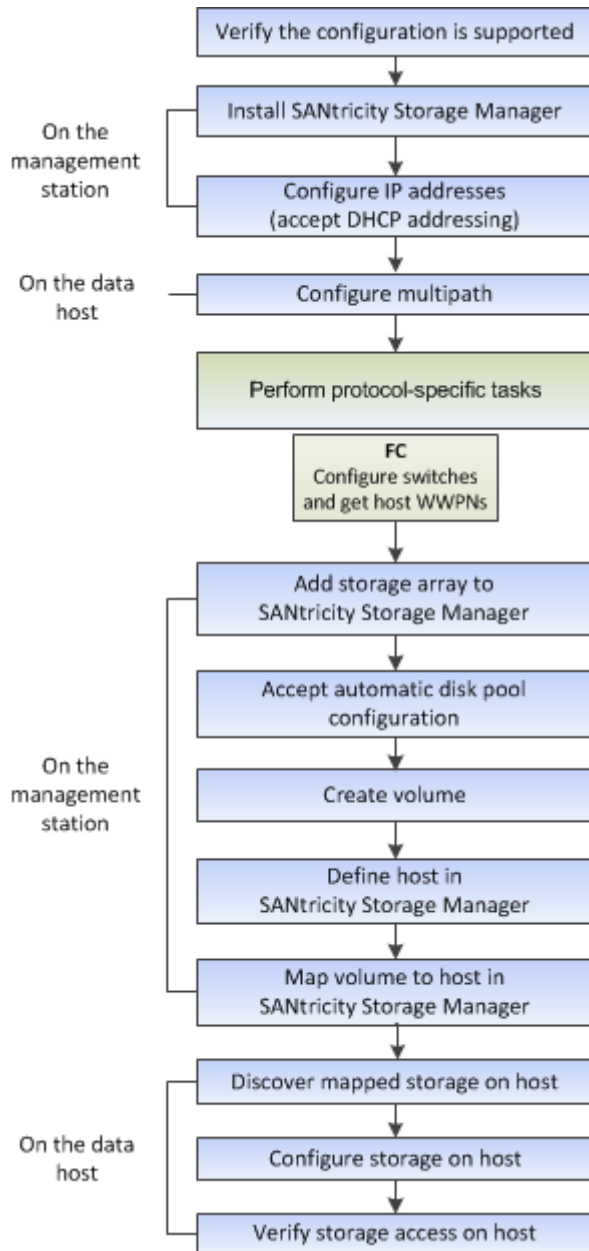 Verify the configuration is supported
On the
management
station
Install SANtricity Storage Manager
Configure IP addresses
(accept DHCP addressing)
On the data
host
Configure multipath
Perform protocol-specific tasks
FC
Configure switches
and get host WWPNs
On the
management
station
Add storage array to
SANtricity Storage Manager
Accept automatic disk pool
configuration
Create volume
Define host in
SANtricity Storage Manager
Map volume to host in
SANtricity Storage Manager
On the data
host
Discover mapped storage on host
Configure storage on host
Verify storage access on host